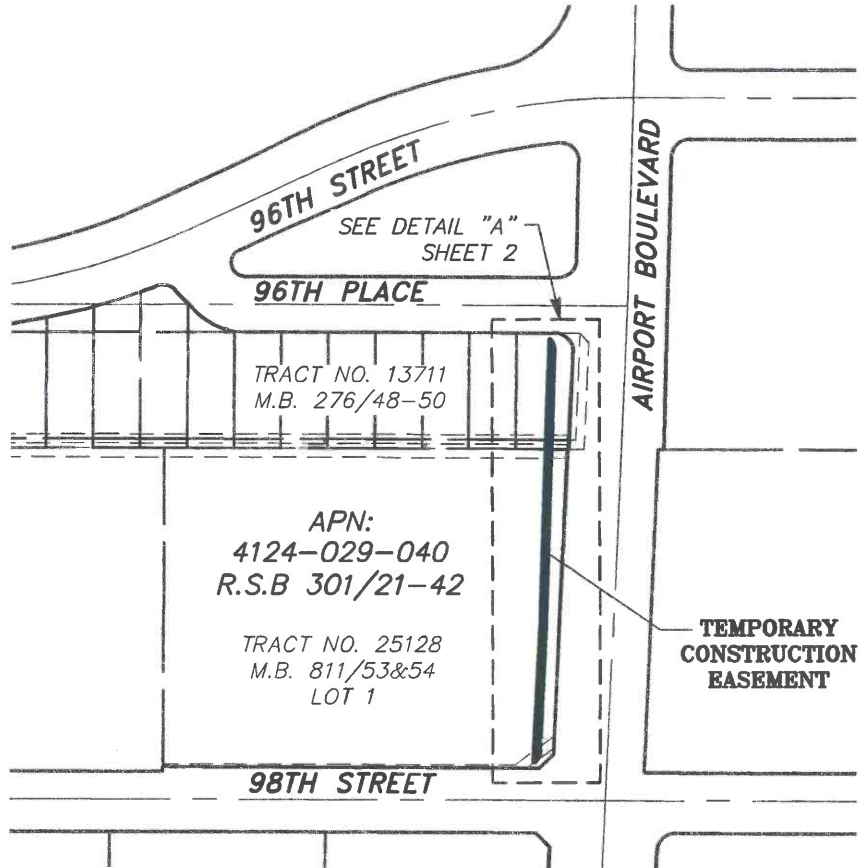 96TH STREET
SEE DETAIL "A"
SHEET 2
AIRPORT BOULEVARD
96TH PLACE
TRACT NO. 13711
M.B. 276/48-50
APN:
4124-029-040
R.S.B 301/21-42
TRACT NO. 25128
M.B. 811/53&54
LOT 1
TEMPORARY
CONSTRUCTION
EASEMENT
98TH STREET